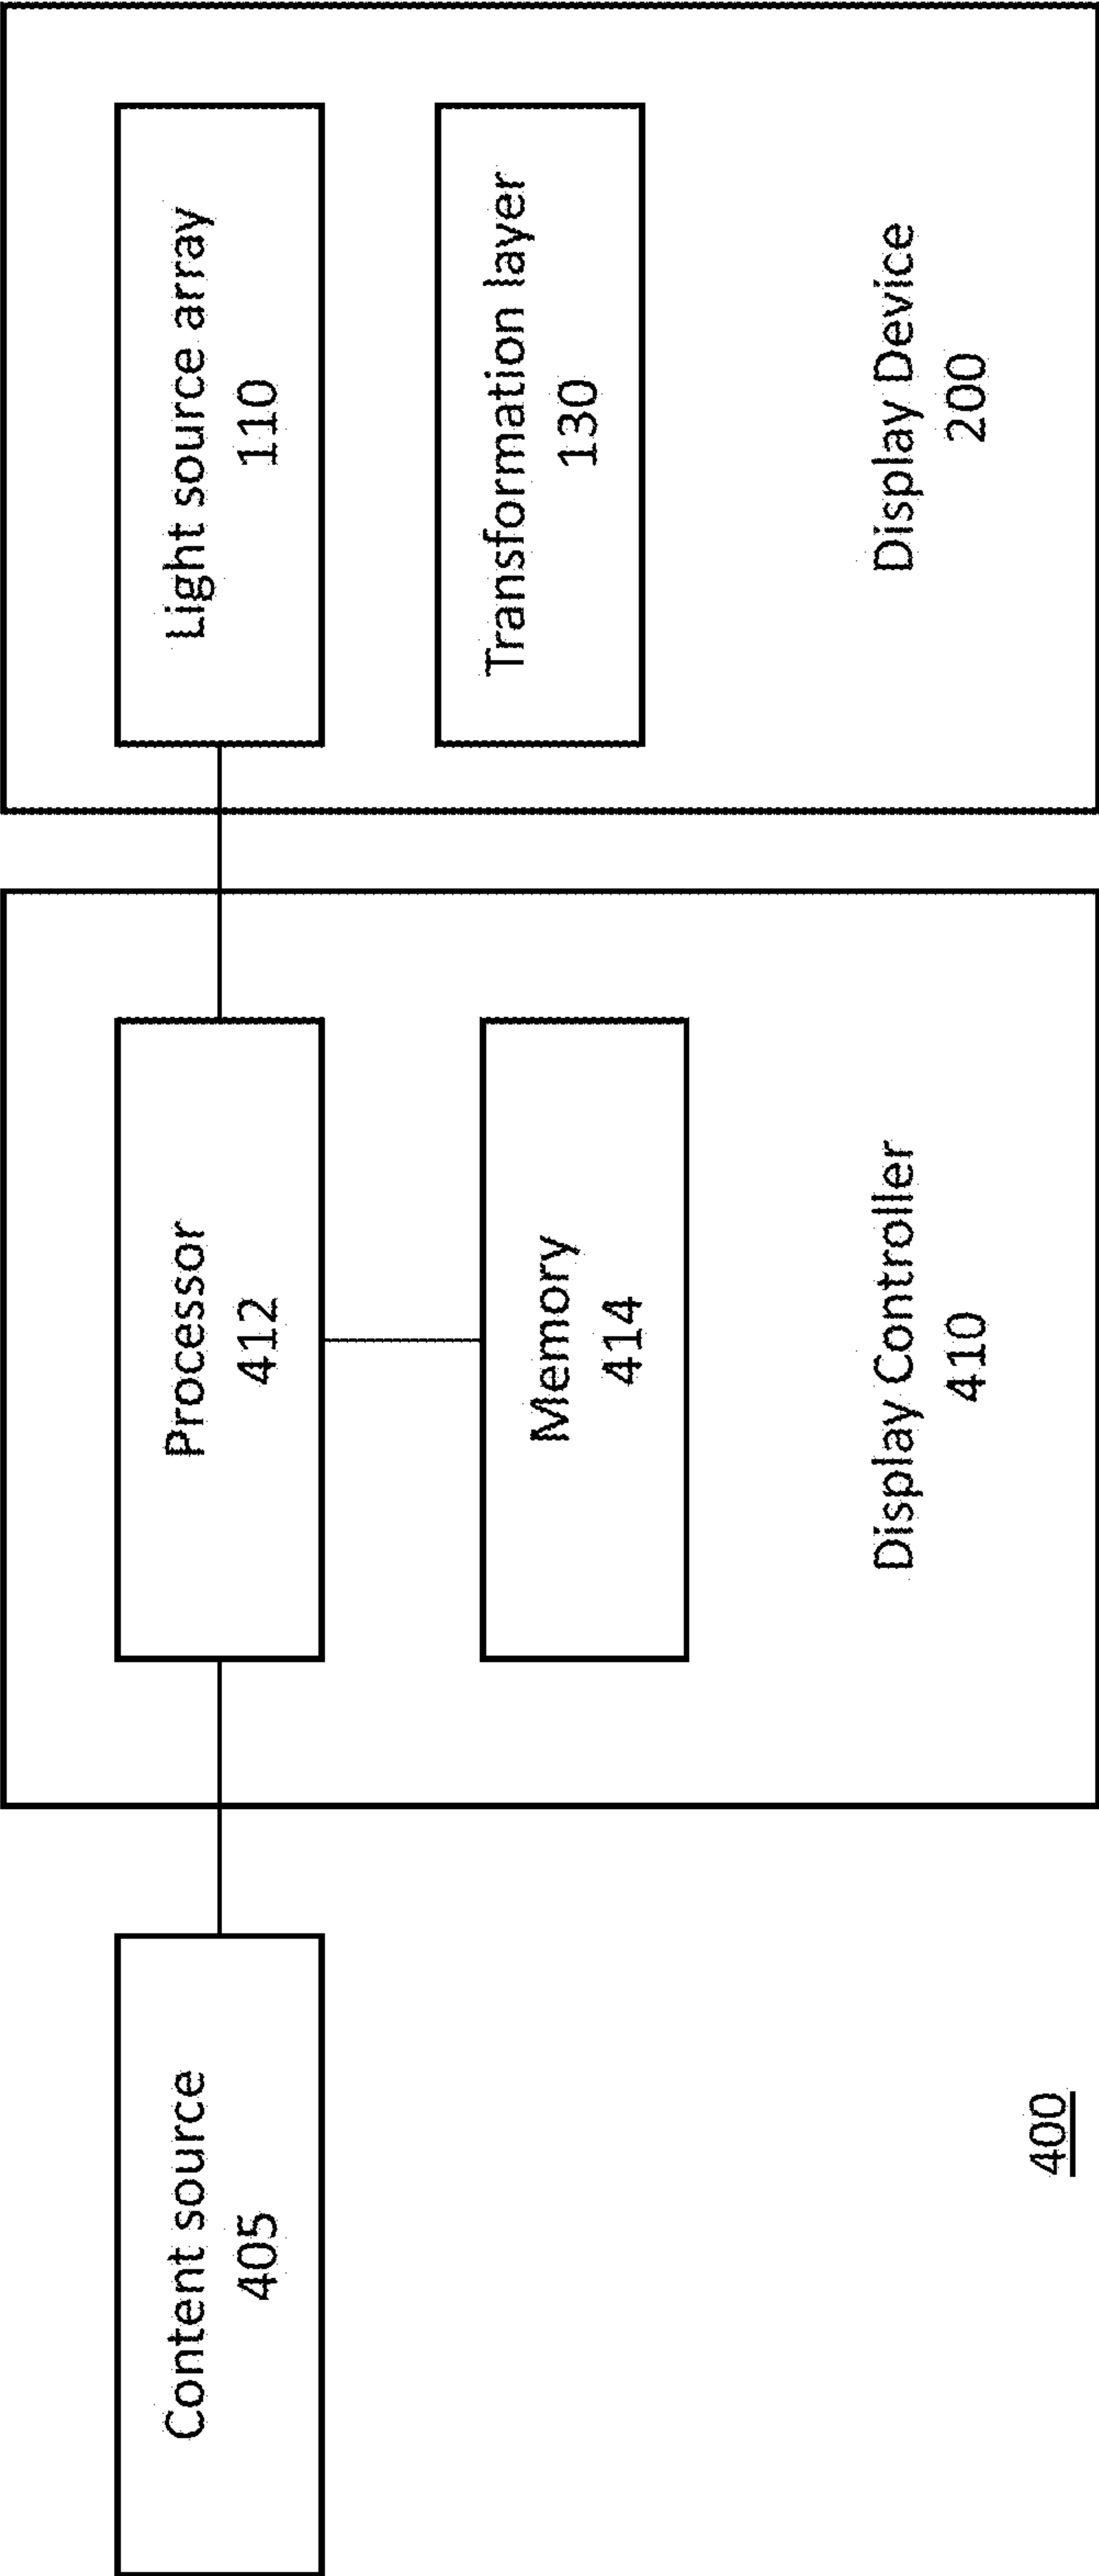 Content source
405
Processor
412
Memory
414
Display Controller
410
Light source array
110
Transformation layer
130
Display Device
200
400